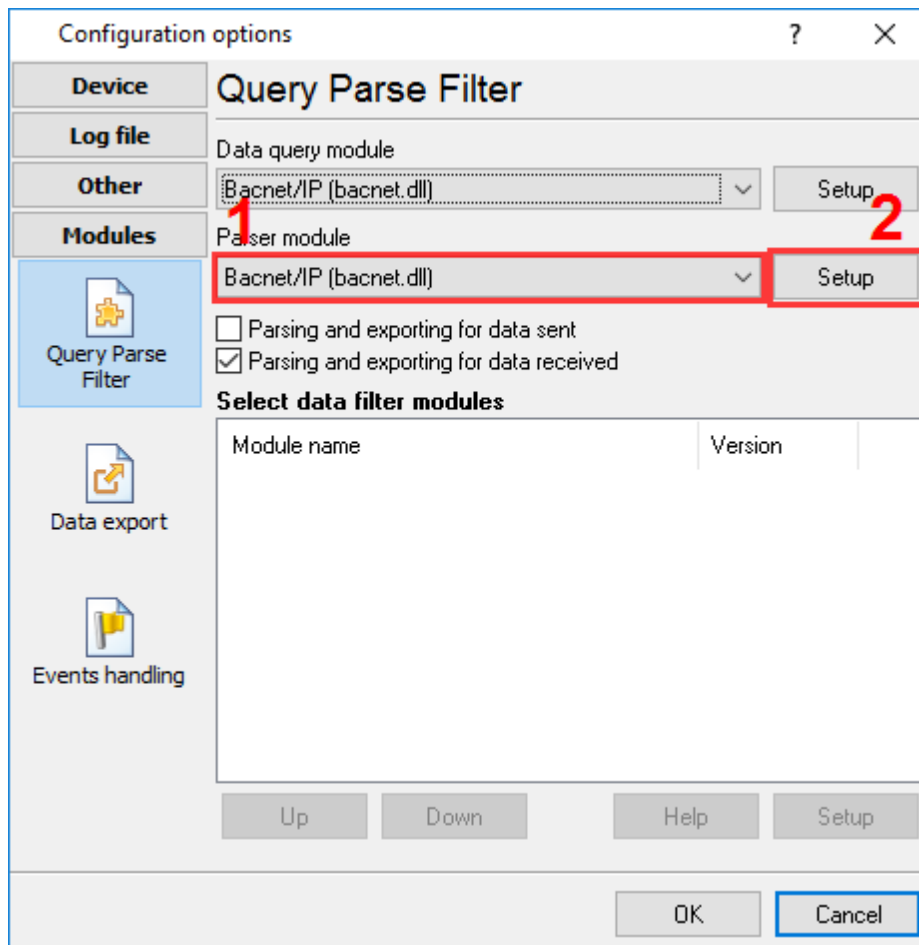 Configuration options
?
Device
Log file
Other
Modules
Query Parse
Filter
Data export
Events handling
Query Parse Filter
Data query module
Bacnet/IP (bacnet.dll)
Setup
1
2
Parser module
Bacnet/IP (bacnet.dll)
Setup
Parsing and exporting for data sent
Parsing and exporting for data received
Select data filter modules
Module name
Version
Up
Down
Help
Setup
OK
Cancel